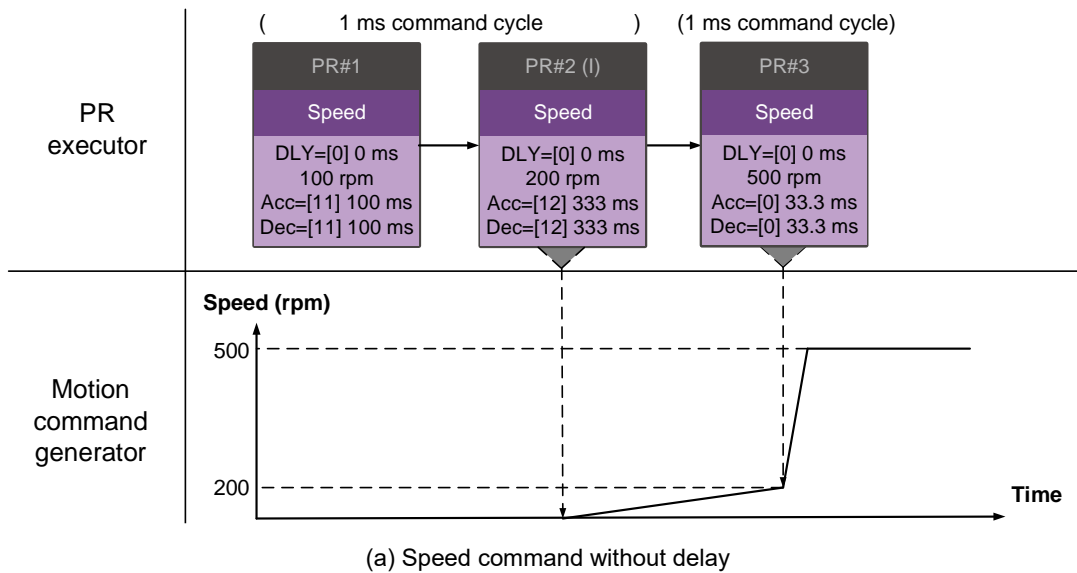 ( 1 ms command cycle ) (1 ms command cycle)
PR#1 PR#2 (I) PR#3
Speed Speed Speed
PR
executor
DLY=[0] 0 ms
100 rpm
Acc=[11] 100 ms
Dec=[11] 100 ms
DLY=[0] 0 ms
200 rpm
Acc=[12] 333 ms
Dec=[12] 333 ms
DLY=[0] 0 ms
500 rpm
Acc=[0] 33.3 ms
Dec=[0] 33.3 ms
Motion
command
generator
Speed (rpm)
500
200
Time
(a) Speed command without delay